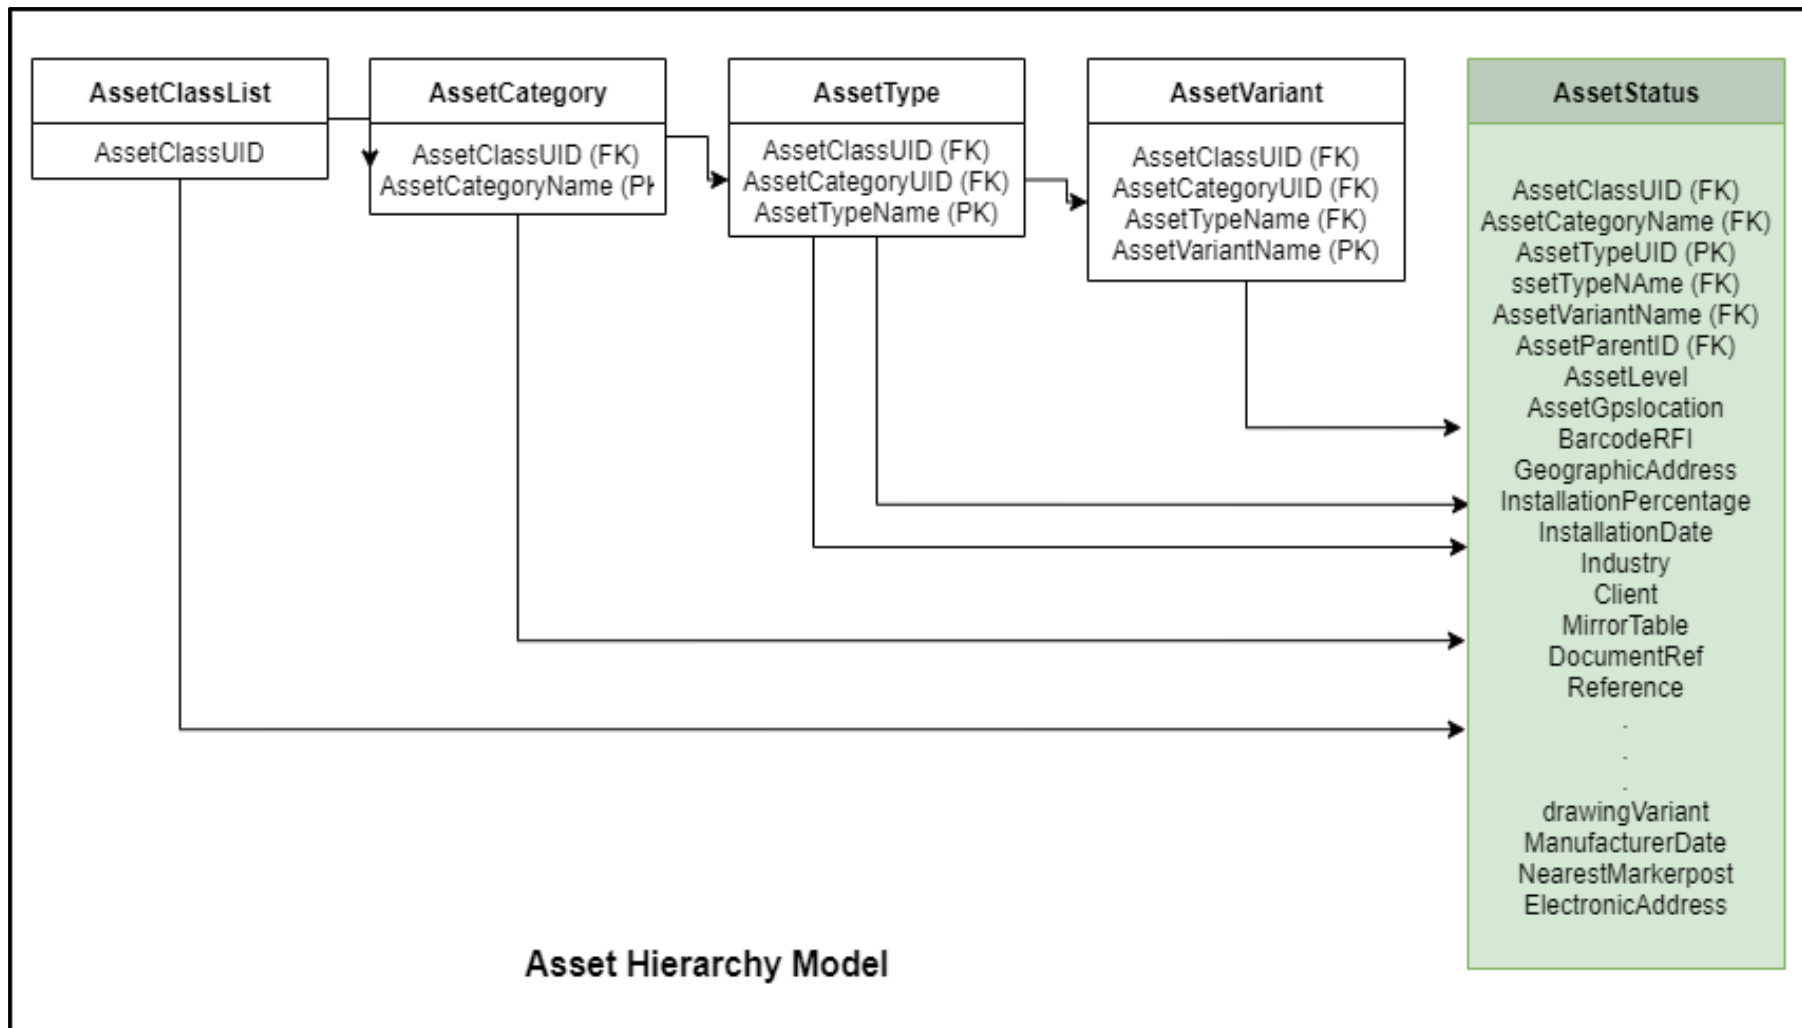 AssetClassList
AssetClassUID
AssetCategory
AssetClassUID (FK)
AssetCategoryName (PK
AssetType
AssetClassUID (FK)
AssetCategoryUID (FK)
AssetTypeName (PK)
AssetVariant
AssetClassUID (FK)
AssetCategoryUID (FK)
AssetTypeName (FK)
AssetVariantName (PK)
AssetStatus
AssetClassUID (FK)
AssetCategoryName (FK)
AssetTypeUID (PK)
ssetTypeNAme (FK)
AssetVariantName (FK)
AssetParentID (FK)
AssetLevel
AssetGpslocation
BarcodeRFI
GeographicAddress
InstallationPercentage
InstallationDate
Industry
Client
MirrorTable
DocumentRef
Reference
.
.
.
drawingVariant
ManufacturerDate
NearestMarkerpost
ElectronicAddress
Asset Hierarchy Model